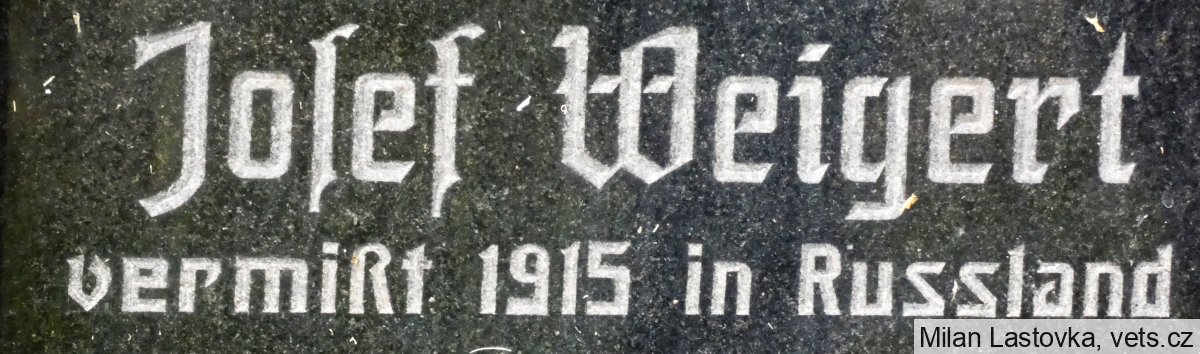 Joſef Weigert
vermißt 1915 in Russland
Milan Lastovka, vets.cz